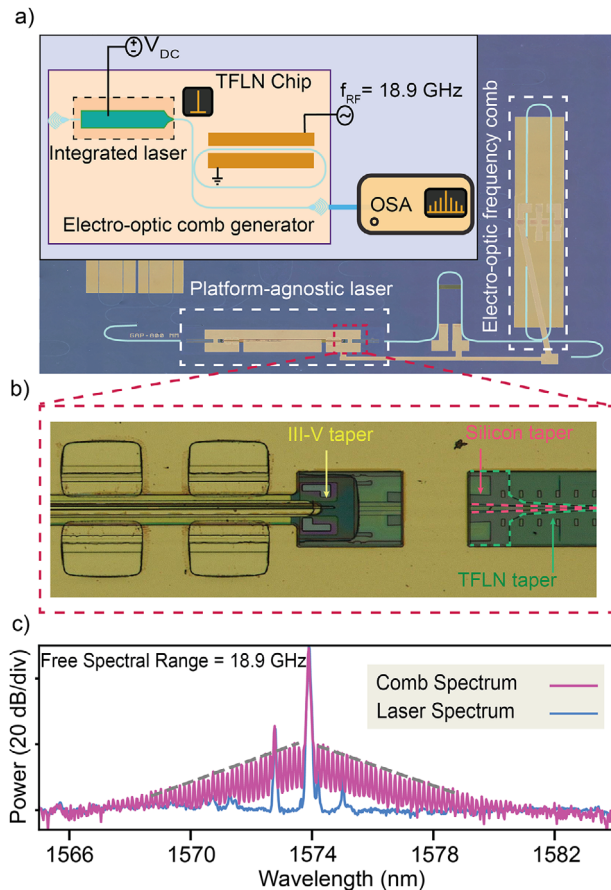 a)
V_DC
TFLN Chip
f_RF = 18.9 GHz
Integrated laser
Electro-optic comb generator
OSA
Electro-optic frequency comb
Platform-agnostic laser
b)
III-V taper
Silicon taper
TFLN taper
c)
Free Spectral Range = 18.9 GHz
Comb Spectrum
Laser Spectrum
Power (20 dB/div)
1566 1570 1574 1578 1582
Wavelength (nm)